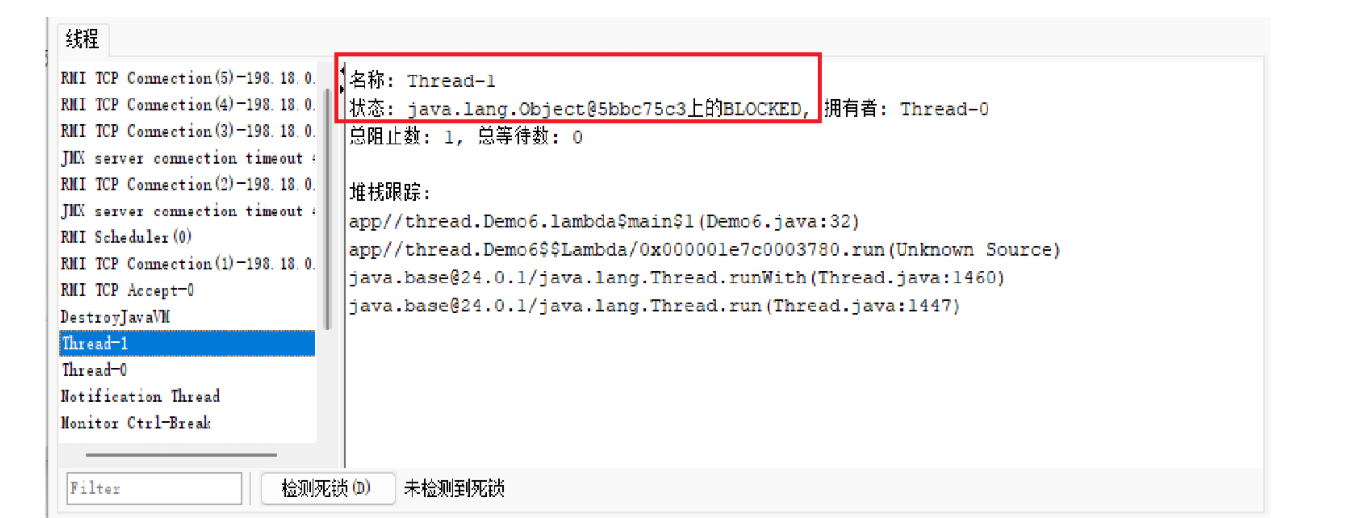 线程
RMI TCP Connection(5)-198.18.0.
RMI TCP Connection(4)-198.18.0.
RMI TCP Connection(3)-198.18.0.
JMX server connection timeout
RMI TCP Connection(2)-198.18.0.
JMX server connection timeout
RMI Scheduler(0)
RMI TCP Connection(1)-198.18.0.
RMI TCP Accept-0
DestroyJavaVM
Thread-1
Thread-0
Notification Thread
Monitor Ctrl-Break
名称: Thread-1
状态: java.lang.Object@5bbc75c3上的BLOCKED, 拥有者: Thread-0
总阻止数: 1, 总等待数: 0
堆栈跟踪:
app//thread.Demo6.lambda$main$1(Demo6.java:32)
app//thread.Demo6$$Lambda/0x000001e7c0003780.run(Unknown Source)
java.base@24.0.1/java.lang.Thread.runWith(Thread.java:1460)
java.base@24.0.1/java.lang.Thread.run(Thread.java:1447)
Filter
检测死锁(D)
未检测到死锁